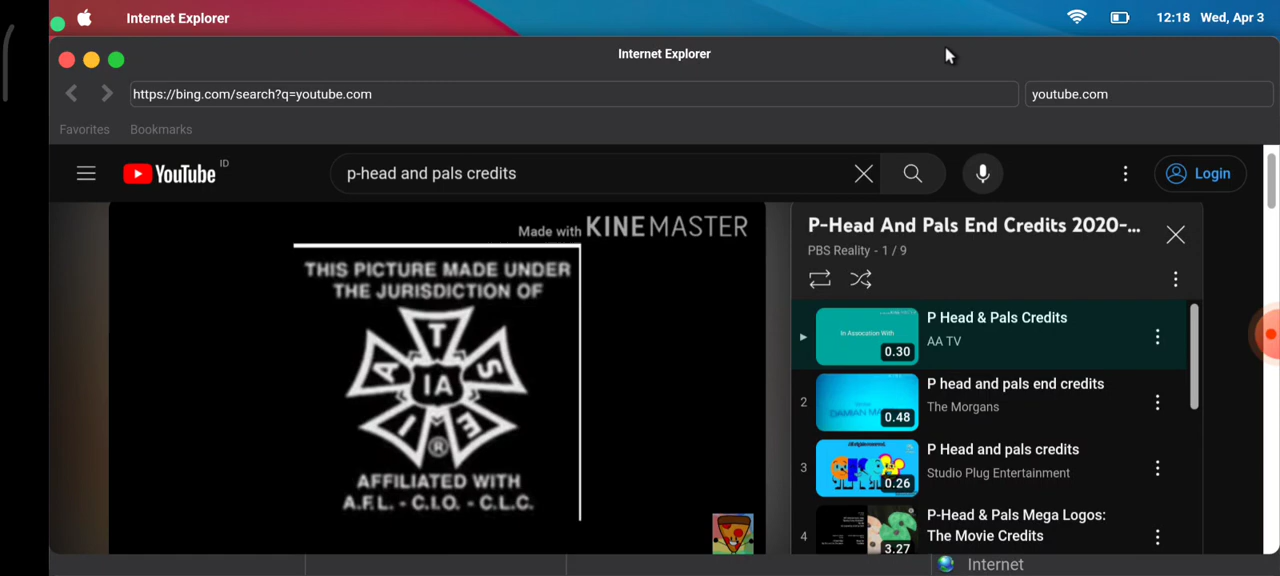 Internet Explorer
12:18 Wed, Apr 3
Internet Explorer
https://bing.com/search?q=youtube.com
youtube.com
Favorites
Bookmarks
YouTube ID
p-head and pals credits
Login
Made with KINEMASTER
THIS PICTURE MADE UNDER
THE JURISDICTION OF
I A T S E
IA
®
AFFILIATED WITH
A.F.L. - C.I.O. - C.L.C.
P-Head And Pals End Credits 2020-...
PBS Reality - 1 / 9
In Assocation With
0.30
P Head & Pals Credits
AA TV
2
0.48
P head and pals end credits
The Morgans
3
0.26
P Head and pals credits
Studio Plug Entertainment
4
3.27
P-Head & Pals Mega Logos:
The Movie Credits
Internet